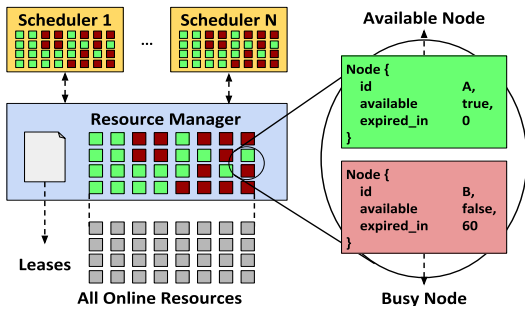 Scheduler 1
...
Scheduler N
Resource Manager
Leases
All Online Resources
Available Node
Node {
id A,
available true,
expired_in 0
}
Node {
id B,
available false,
expired_in 60
}
Busy Node